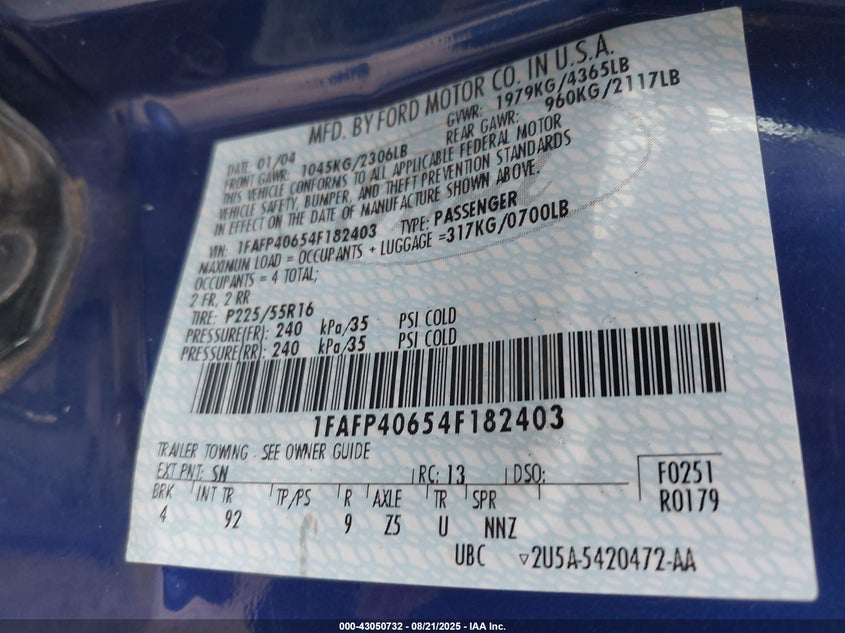 MFD. BY FORD MOTOR CO. IN U.S.A.
DATE: 01/04 GVWR: 1979KG/4365LB
FRONT GAWR: 1045KG/2306LB REAR GAWR: 960KG/2117LB
THIS VEHICLE CONFORMS TO ALL APPLICABLE FEDERAL MOTOR
VEHICLE SAFETY, BUMPER, AND THEFT PREVENTION STANDARDS
IN EFFECT ON THE DATE OF MANUFACTURE SHOWN ABOVE.
VIN: 1FAFP40654F182403 TYPE: PASSENGER
MAXIMUM LOAD = OCCUPANTS + LUGGAGE =317KG/0700LB
OCCUPANTS = 4 TOTAL;
2 FR, 2 RR
TIRE: P225/55R16
PRESSURE(FR): 240 kPa/35 PSI COLD
PRESSURE(RR): 240 kPa/35 PSI COLD
1FAFP40654F182403
TRAILER TOWING - SEE OWNER GUIDE
EXT PNT: SN RC: 13 DSO: F0251
BRK INT TR TP/PS R AXLE TR SPR R0179
4 92 9 Z5 U NNZ
UBC ▽2U5A-5420472-AA
000-43050732 - 08/21/2025 - IAA Inc.